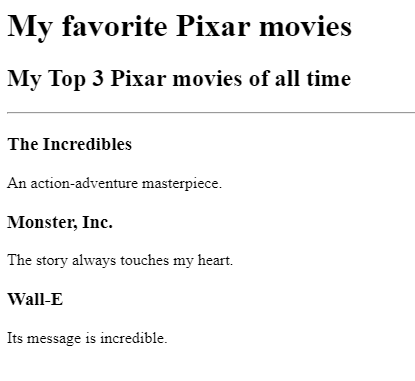 My favorite Pixar movies
My Top 3 Pixar movies of all time
The Incredibles
An action-adventure masterpiece.
Monster, Inc.
The story always touches my heart.
Wall-E
Its message is incredible.